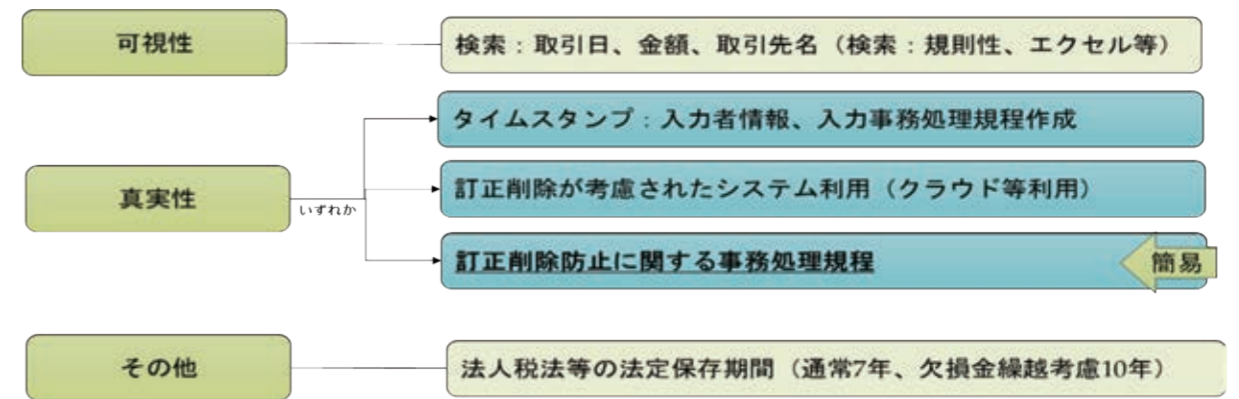 可視性
検索：取引日、金額、取引先名（検索：規則性、エクセル等）
真実性
いずれか
タイムスタンプ：入力者情報、入力事務処理規程作成
訂正削除が考慮されたシステム利用（クラウド等利用）
訂正削除防止に関する事務処理規程
簡易
その他
法人税法等の法定保存期間（通常7年、欠損金繰越考慮10年）